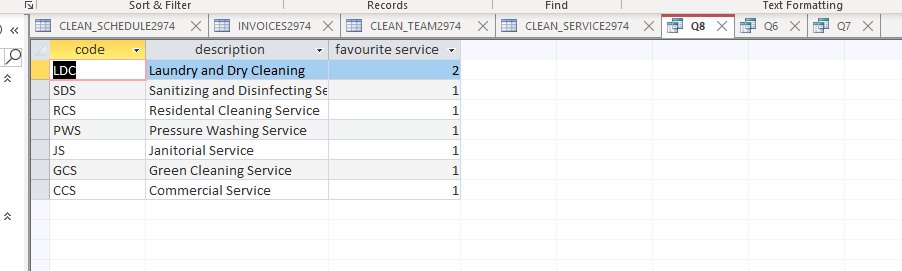 Sort & Filter Records Find Text Formatting
CLEAN_SCHEDULE2974 INVOICES2974 CLEAN_TEAM2974 CLEAN_SERVICE2974 Q8 Q6 Q7
code description favourite service
LDC Laundry and Dry Cleaning 2
SDS Sanitizing and Disinfecting Se 1
RCS Residental Cleaning Service 1
PWS Pressure Washing Service 1
JS Janitorial Service 1
GCS Green Cleaning Service 1
CCS Commercial Service 1